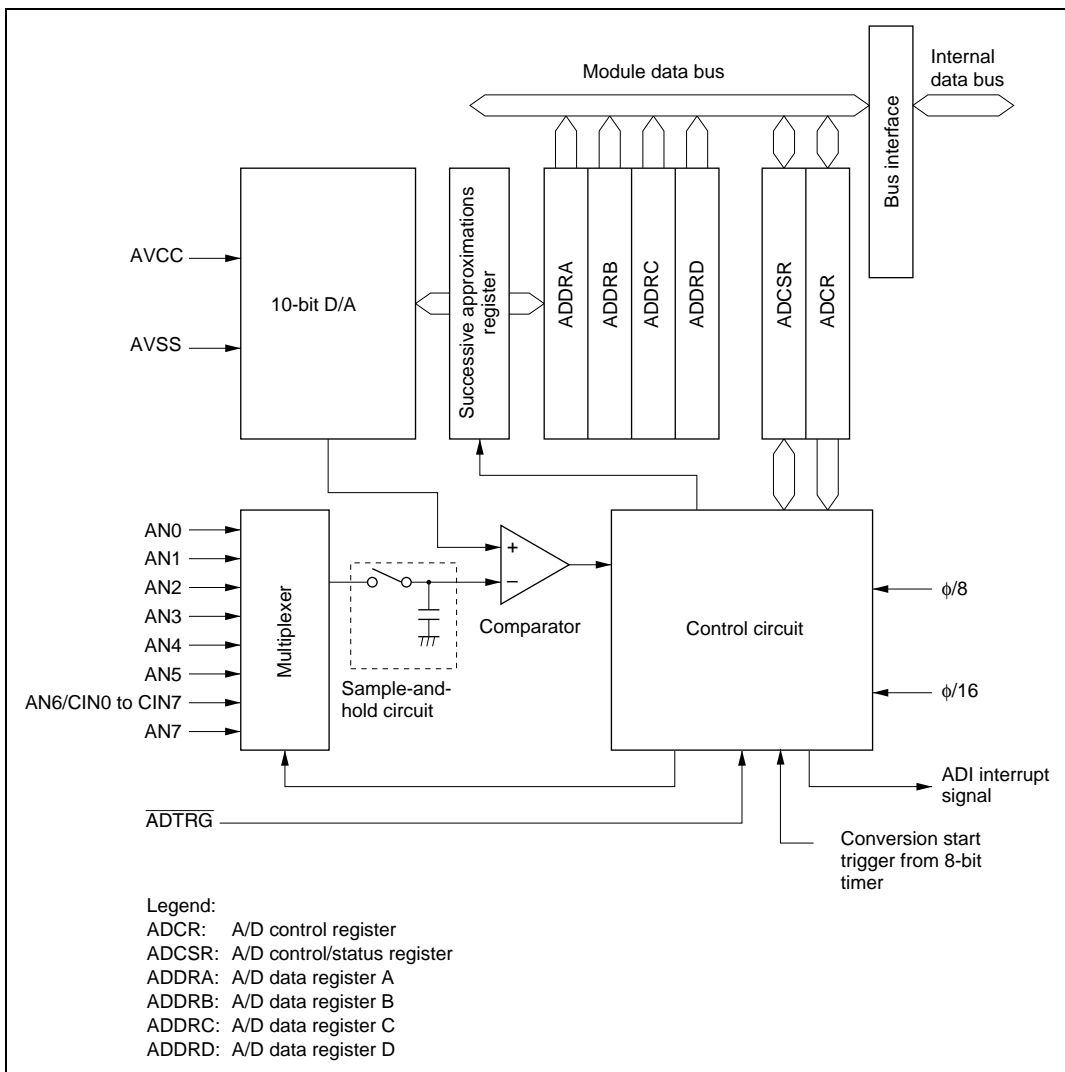 Module data bus
Internal
data bus
Bus interface
AVCC
AVSS
10-bit D/A
Successive approximations
register
ADDRA
ADDRB
ADDRC
ADDRD
ADCSR
ADCR
AN0
AN1
AN2
AN3
AN4
AN5
AN6/CIN0 to CIN7
AN7
Multiplexer
Sample-and-
hold circuit
+
−
Comparator
Control circuit
ϕ/8
ϕ/16
ADTRG
ADI interrupt
signal
Conversion start
trigger from 8-bit
timer
Legend:
ADCR: A/D control register
ADCSR: A/D control/status register
ADDRA: A/D data register A
ADDRB: A/D data register B
ADDRC: A/D data register C
ADDRD: A/D data register D